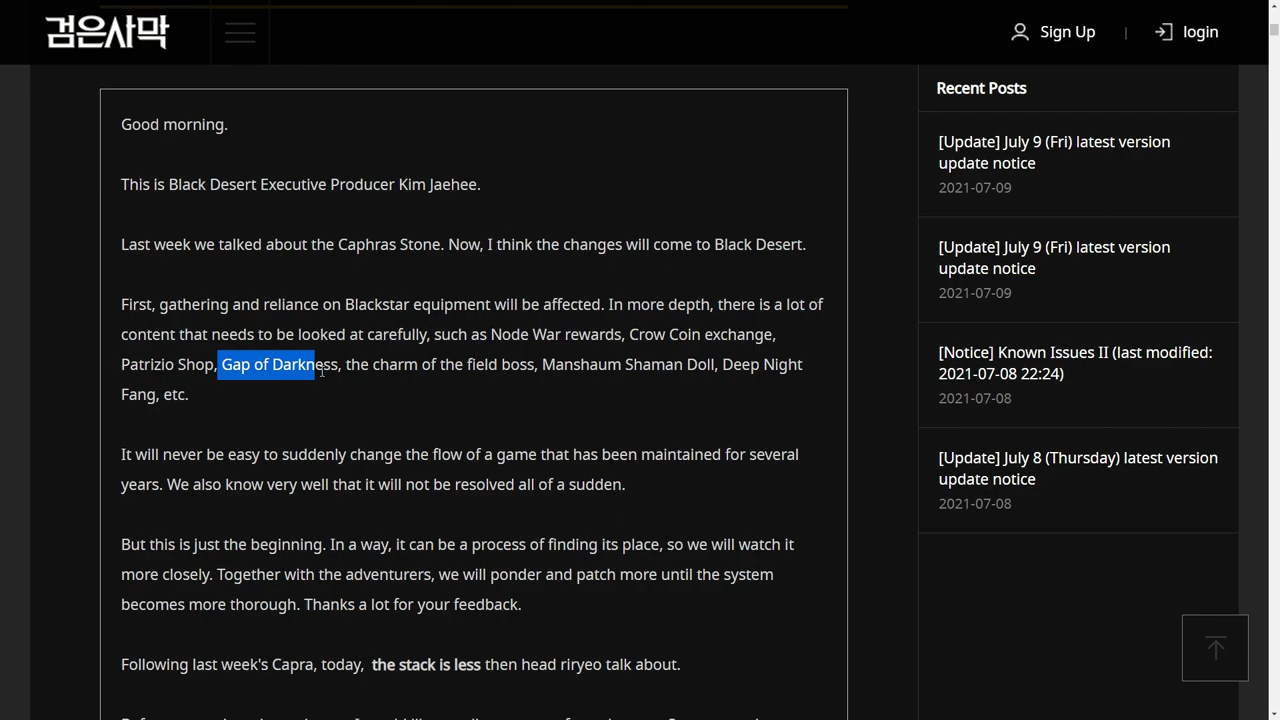 검은사막
Sign Up
|
login
Good morning.
This is Black Desert Executive Producer Kim Jaehee.
Last week we talked about the Caphras Stone. Now, I think the changes will come to Black Desert.
First, gathering and reliance on Blackstar equipment will be affected. In more depth, there is a lot of
content that needs to be looked at carefully, such as Node War rewards, Crow Coin exchange,
Patrizio Shop, Gap of Darkness, the charm of the field boss, Manshaum Shaman Doll, Deep Night
Fang, etc.
It will never be easy to suddenly change the flow of a game that has been maintained for several
years. We also know very well that it will not be resolved all of a sudden.
But this is just the beginning. In a way, it can be a process of finding its place, so we will watch it
more closely. Together with the adventurers, we will ponder and patch more until the system
becomes more thorough. Thanks a lot for your feedback.
Following last week's Capra, today, the stack is less then head riryeo talk about.
Recent Posts
[Update] July 9 (Fri) latest version
update notice
2021-07-09
[Update] July 9 (Fri) latest version
update notice
2021-07-09
[Notice] Known Issues II (last modified:
2021-07-08 22:24)
2021-07-08
[Update] July 8 (Thursday) latest version
update notice
2021-07-08